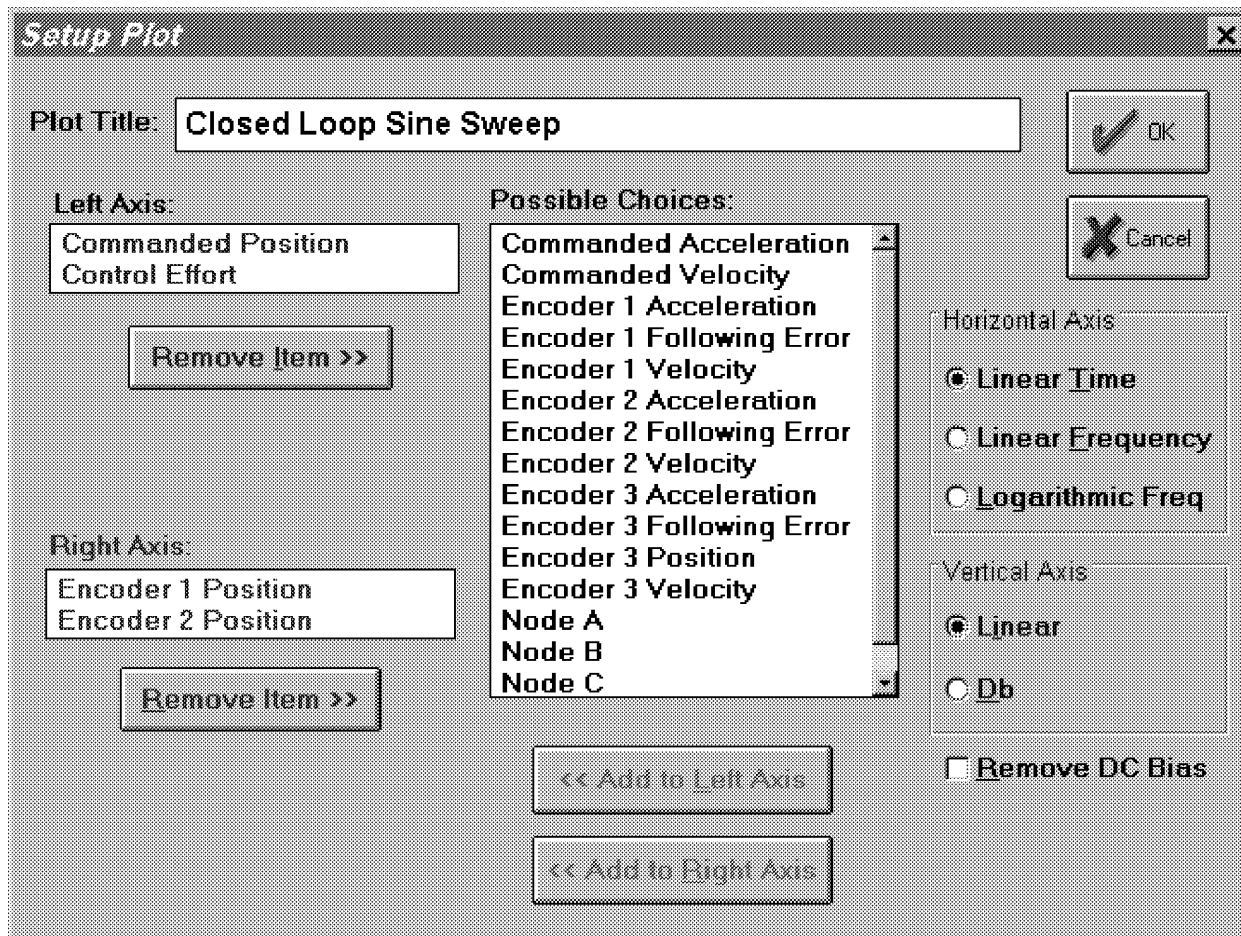 Setup Plot
Plot Title: Closed Loop Sine Sweep
OK
Cancel
Left Axis:
Commanded Position
Control Effort
Remove Item >>
Right Axis:
Encoder 1 Position
Encoder 2 Position
Remove Item >>
Possible Choices:
Commanded Acceleration
Commanded Velocity
Encoder 1 Acceleration
Encoder 1 Following Error
Encoder 1 Velocity
Encoder 2 Acceleration
Encoder 2 Following Error
Encoder 2 Velocity
Encoder 3 Acceleration
Encoder 3 Following Error
Encoder 3 Position
Encoder 3 Velocity
Node A
Node B
Node C
<< Add to Left Axis
<< Add to Right Axis
Horizontal Axis
Linear Time
Linear Frequency
Logarithmic Freq
Vertical Axis
Linear
Db
Remove DC Bias